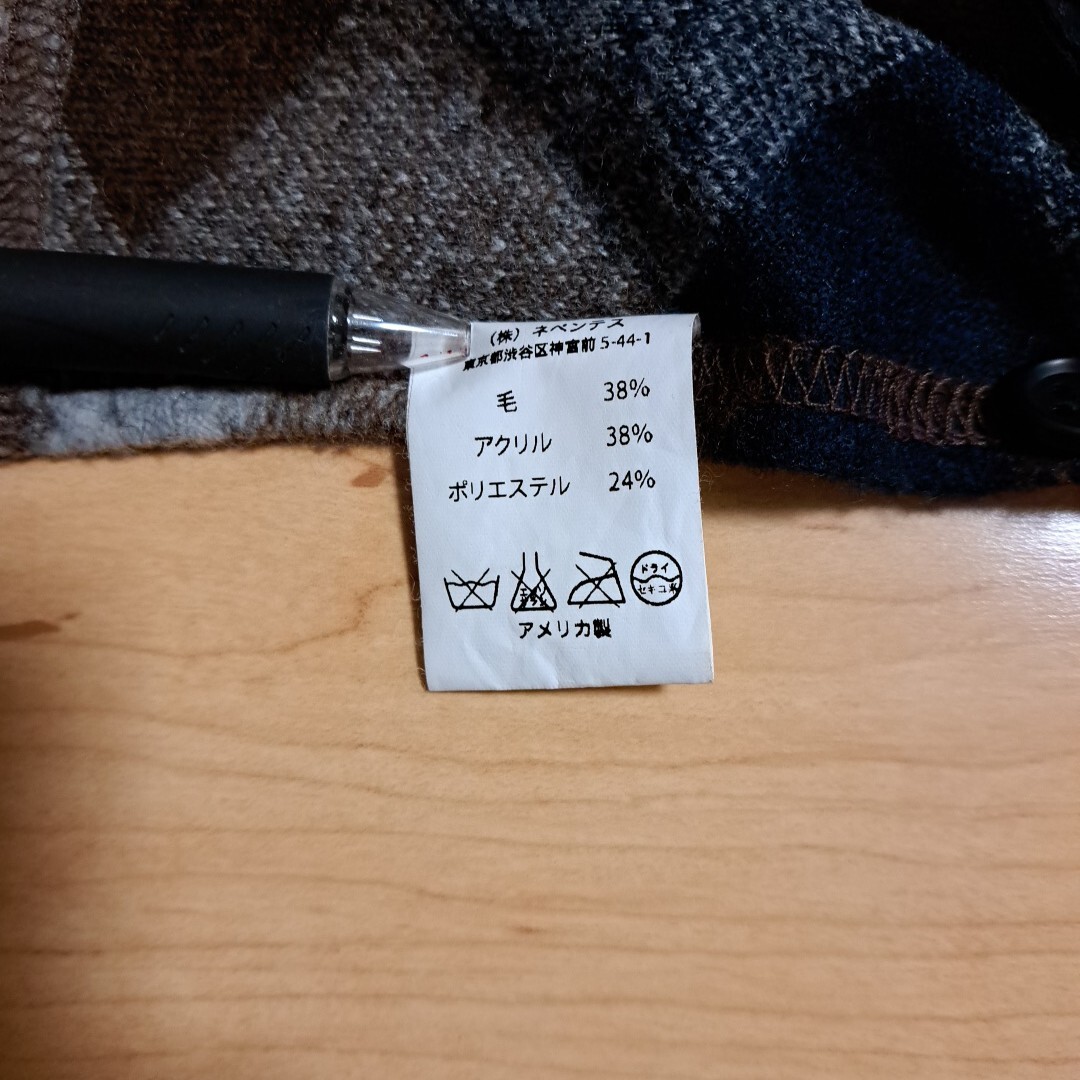 (株) ネペンテス
東京都渋谷区神宮前 5-44-1
毛 38%
アクリル 38%
ポリエステル 24%
ドライ
セキユ系
アメリカ製